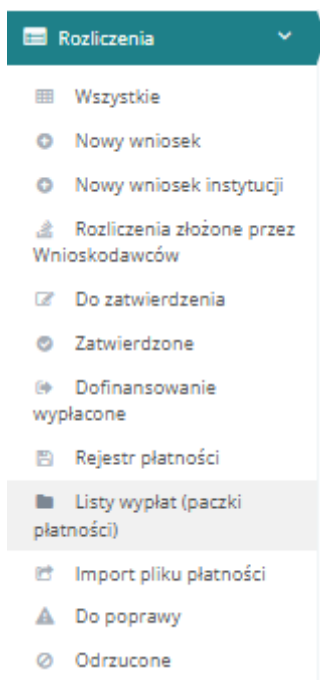 Rozliczenia
Wszystkie
Nowy wniosek
Nowy wniosek instytucji
Rozliczenia złożone przez
Wnioskodawców
Do zatwierdzenia
Zatwierdzone
Dofinansowanie
wypłacone
Rejestr płatności
Listy wypłat (paczki
płatności)
Import pliku płatności
Do poprawy
Odrzucone